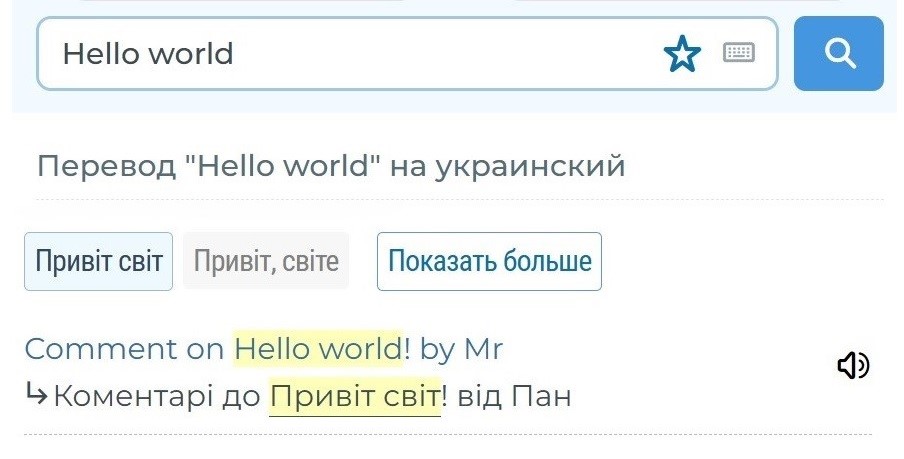 Hello world
Перевод "Hello world" на украинский
Привіт світ Привіт, світе Показать больше
Comment on Hello world! by Mr
Коментарі до Привіт світ! від Пан